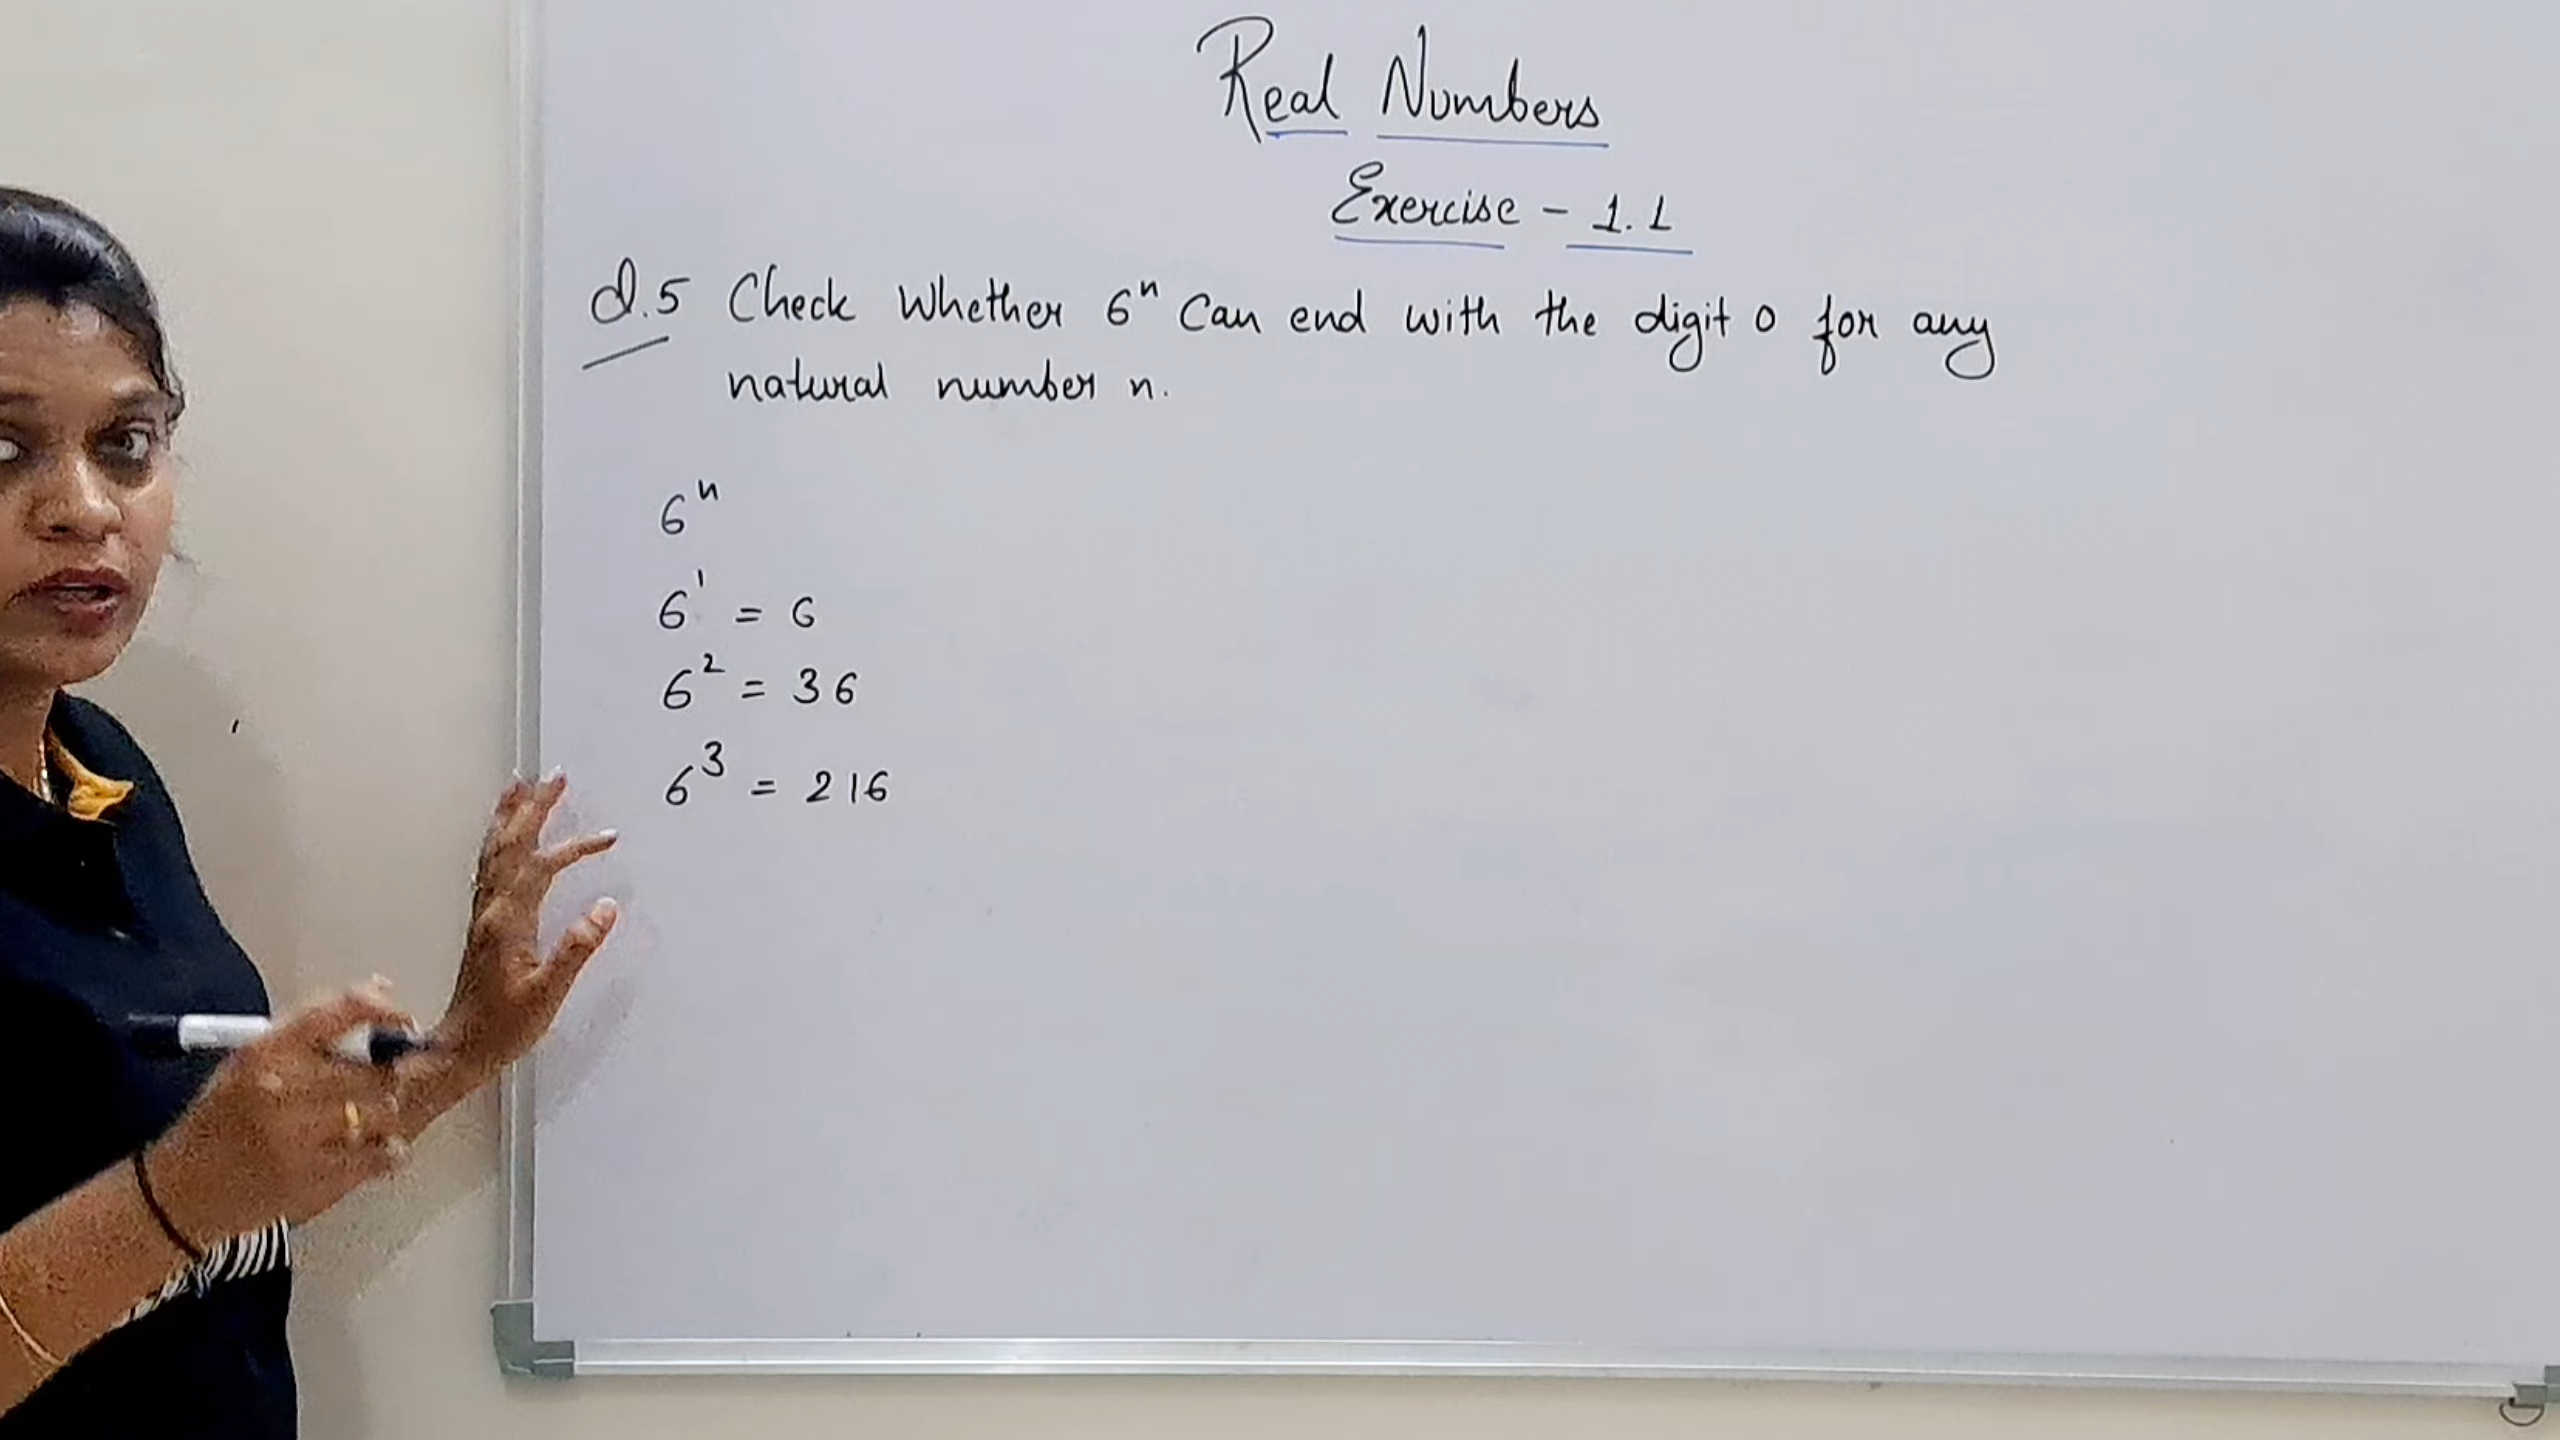 Real Numbers
Exercise - 1.1
Q.5 Check Whether 6ⁿ Can end with the digit 0 for any
natural number n.
6ⁿ
6¹ = 6
6² = 36
6³ = 216